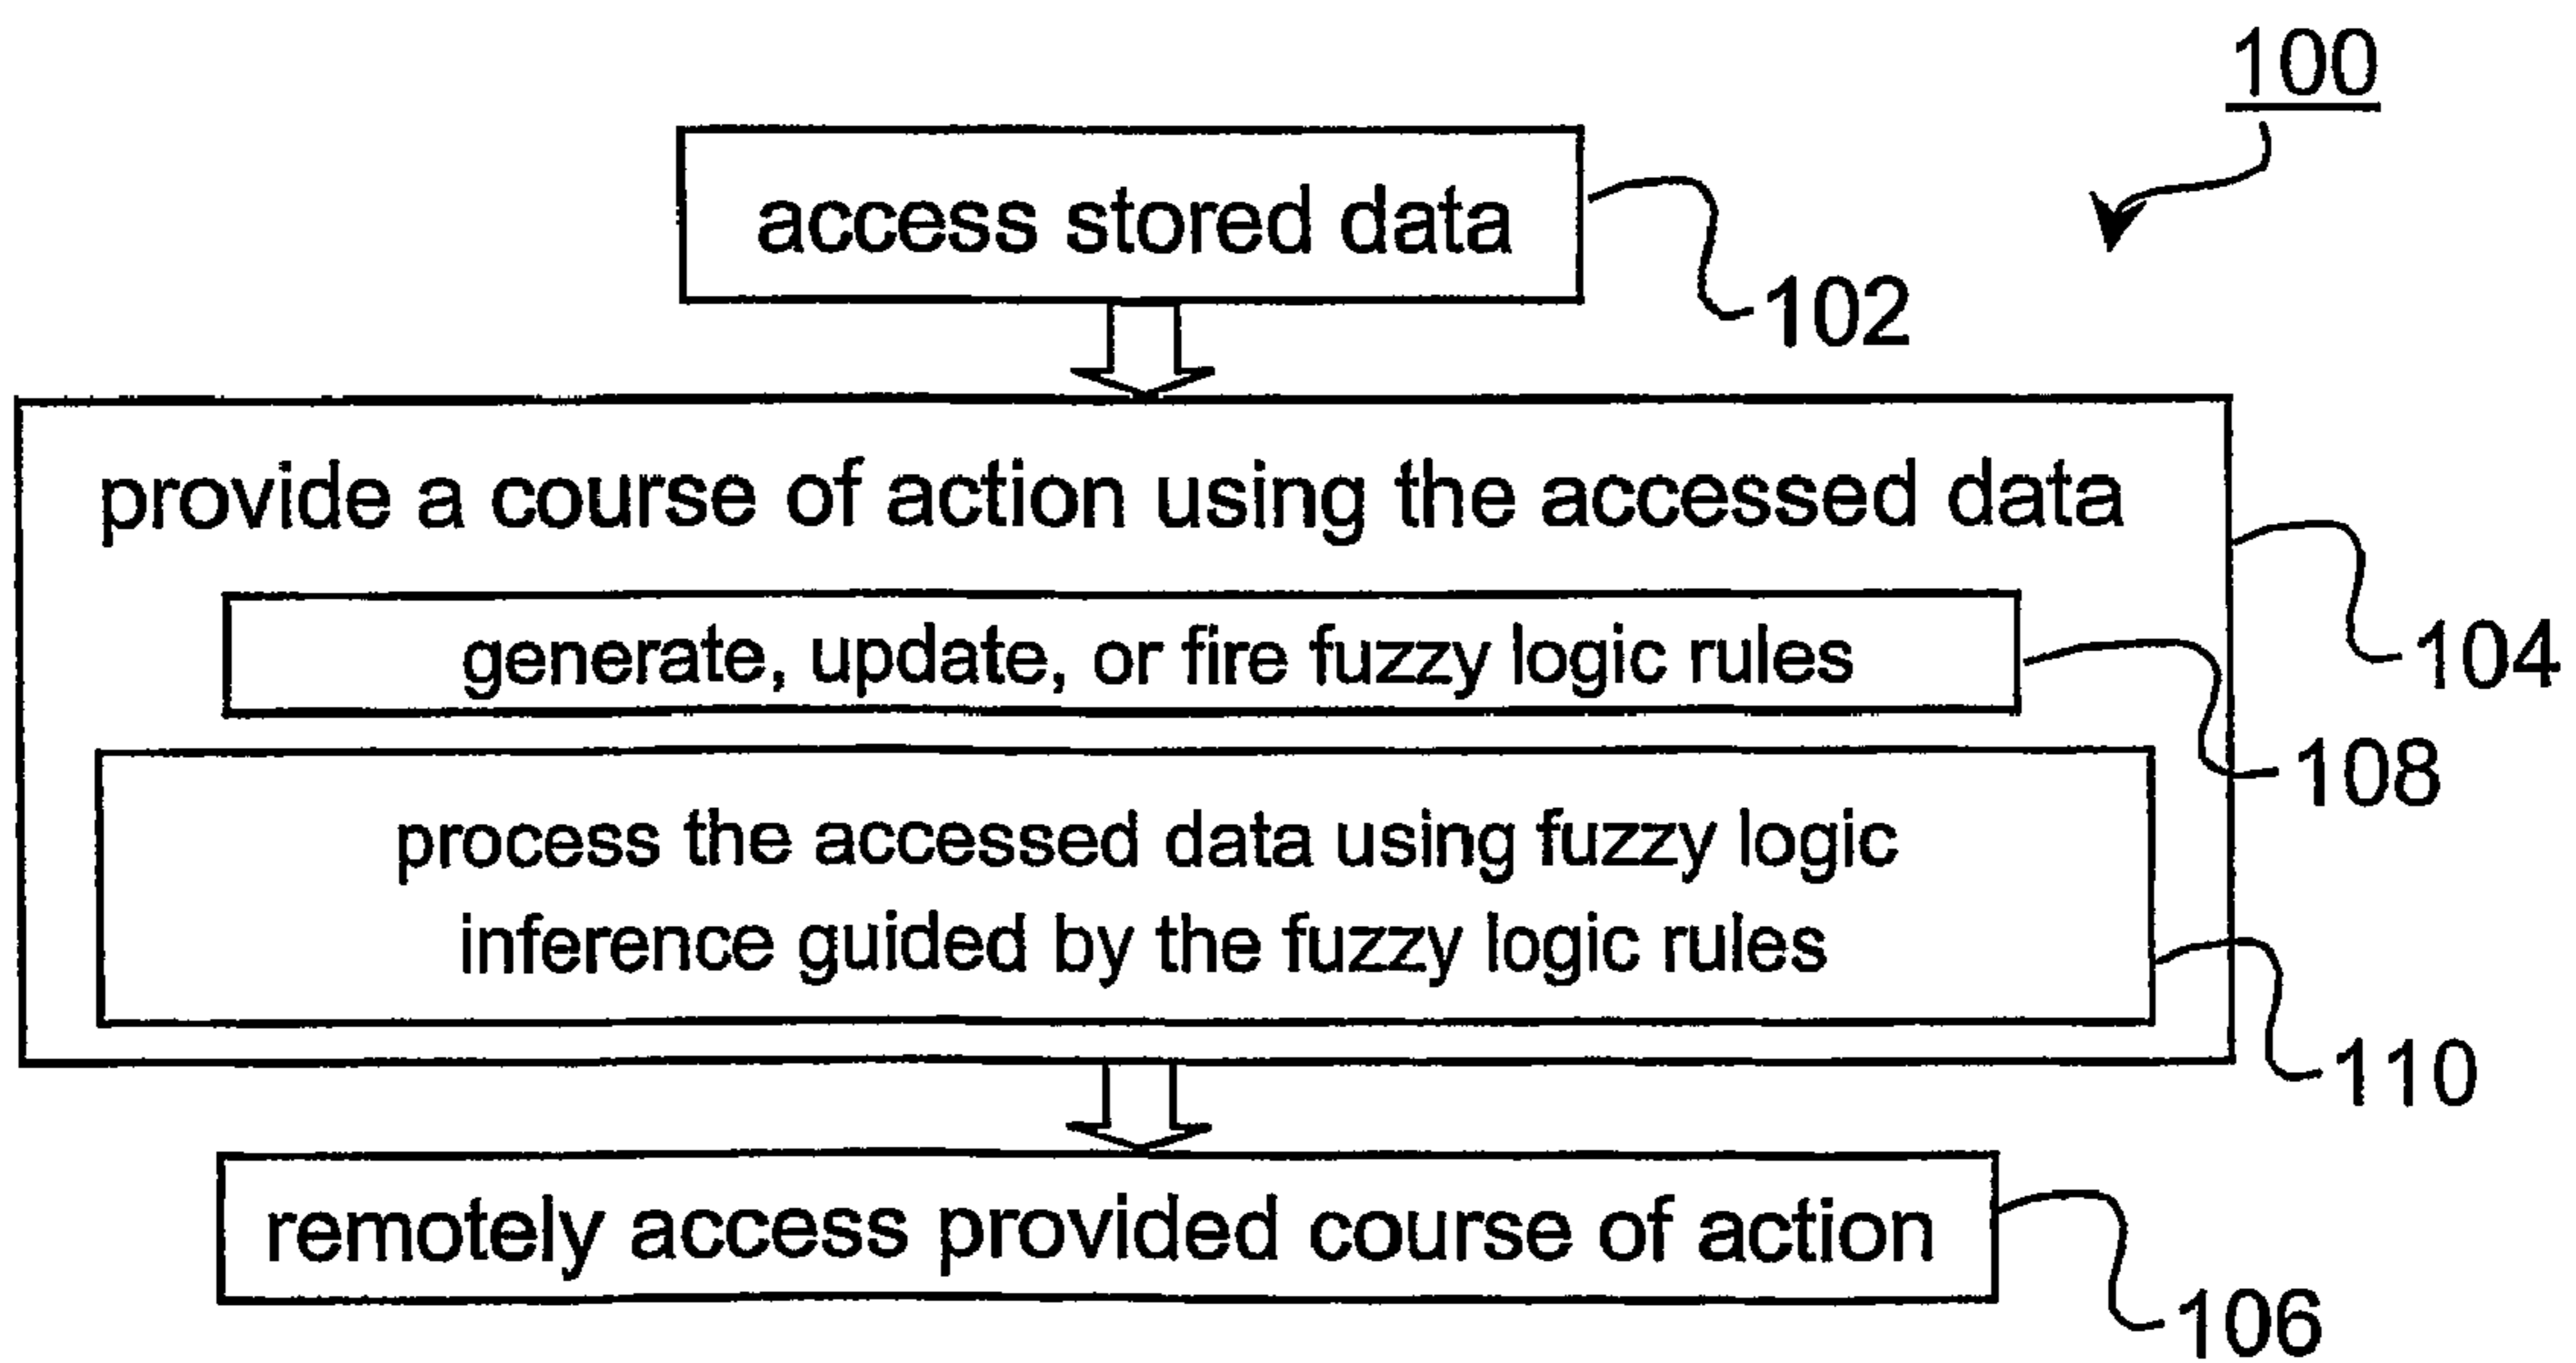 100
access stored data
102
provide a course of action using the accessed data
generate, update, or fire fuzzy logic rules
104
108
process the accessed data using fuzzy logic
inference guided by the fuzzy logic rules
110
remotely access provided course of action
106